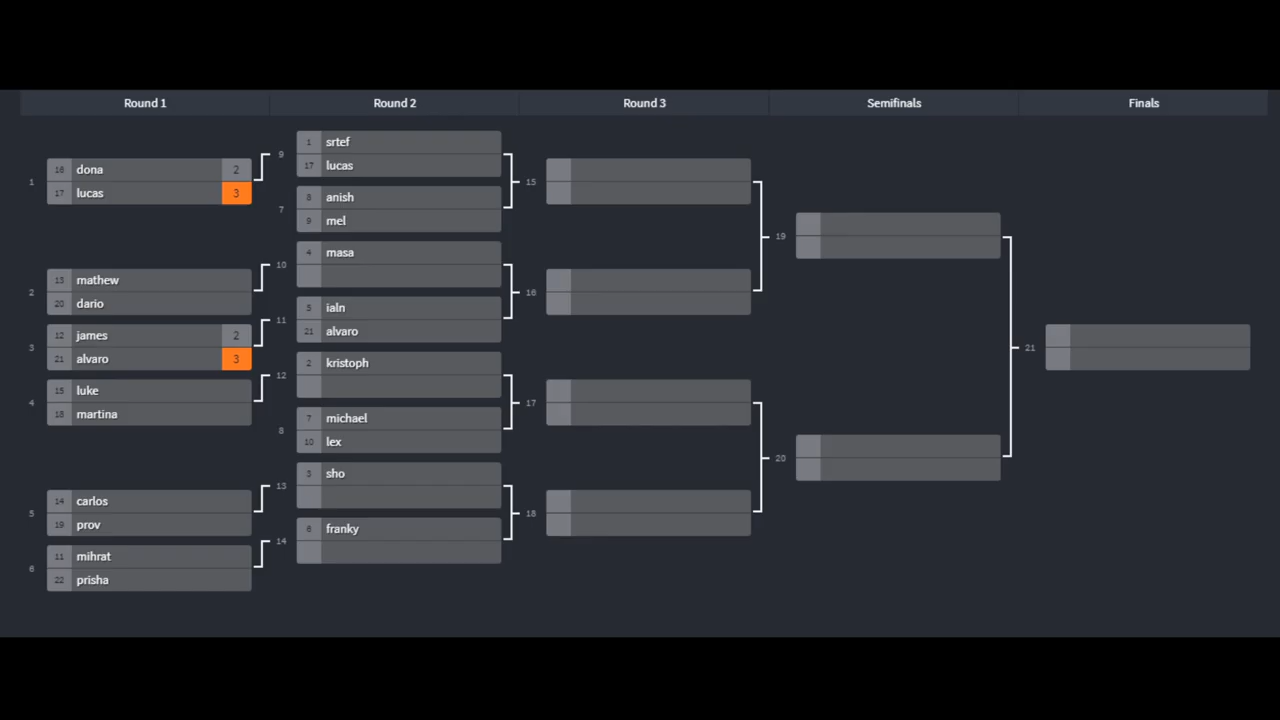 Round 1
Round 2
Round 3
Semifinals
Finals
1
16 dona 2
17 lucas 3
2
13 mathew
20 dario
3
12 james 2
21 alvaro 3
4
15 luke
18 martina
5
14 carlos
19 prov
6
11 mihrat
22 prisha
9
1 srtef
17 lucas
7
8 anish
9 mel
10
4 masa
11
5 ialn
21 alvaro
12
2 kristoph
8
7 michael
10 lex
13
3 sho
14
6 franky
15
16
17
18
19
20
21